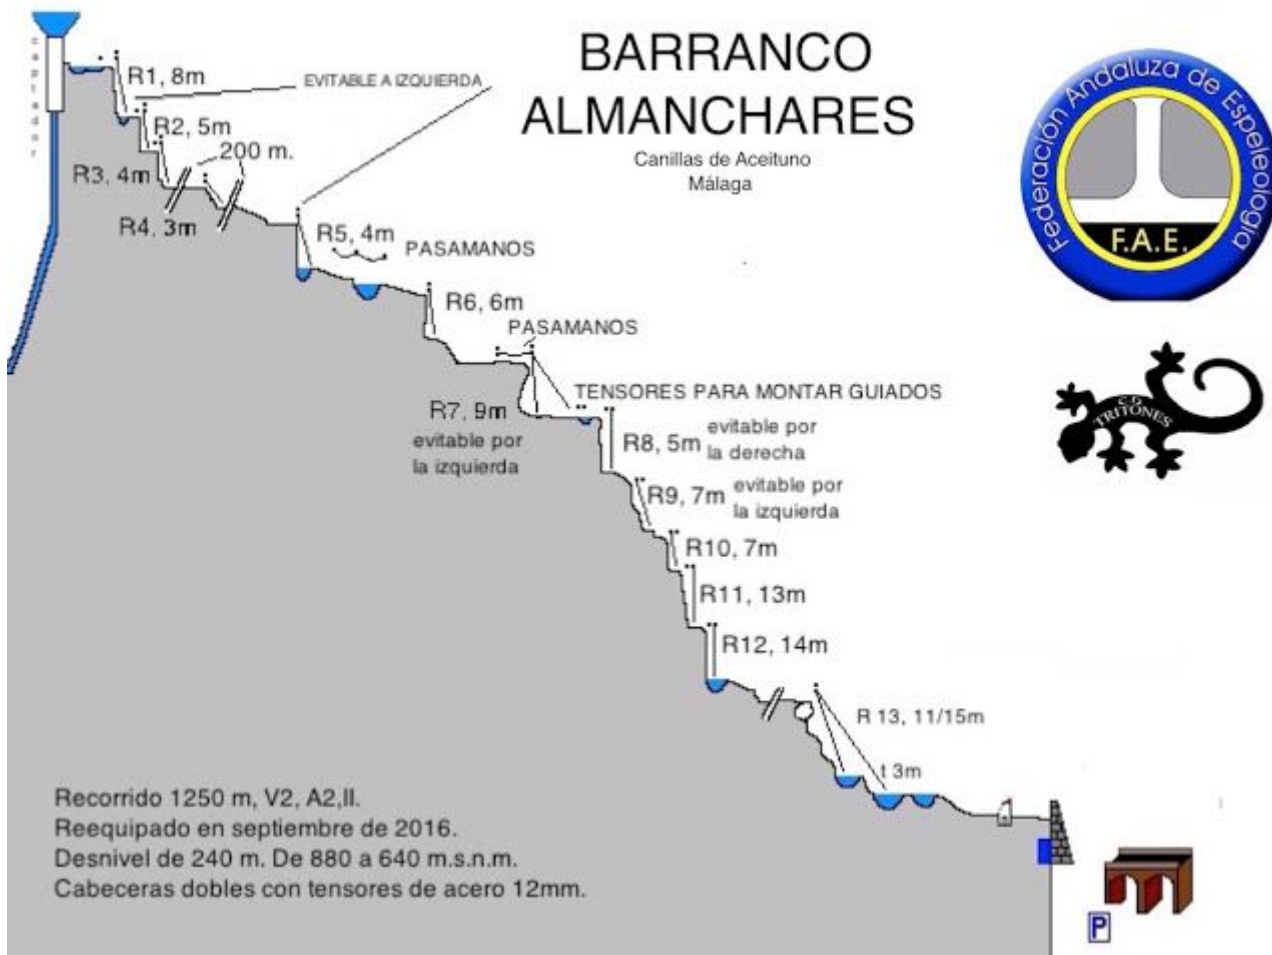 BARRANCO
ALMANCHARES
Canillas de Aceituno
Málaga
Federación Andaluza de Espeleología
F.A.E.
C.D.
TRITONES
captador
R1, 8m
EVITABLE A IZQUIERDA
R2, 5m
200 m.
R3, 4m
R4, 3m
R5, 4m
PASAMANOS
R6, 6m
PASAMANOS
TENSORES PARA MONTAR GUIADOS
R7, 9m
evitable por
la izquierda
R8, 5m
evitable por
la derecha
R9, 7m
evitable por
la izquierda
R10, 7m
R11, 13m
R12, 14m
R 13, 11/15m
t 3m
Recorrido 1250 m, V2, A2,II.
Reequipado en septiembre de 2016.
Desnivel de 240 m. De 880 a 640 m.s.n.m.
Cabeceras dobles con tensores de acero 12mm.
P